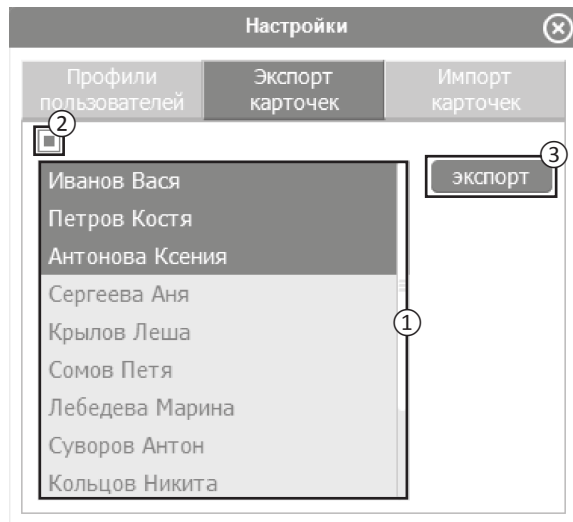 Настройки
Профили
пользователей
Экспорт
карточек
Импорт
карточек
2
3
экспорт
Иванов Вася
Петров Костя
Антонова Ксения
Сергеева Аня
Крылов Леша
1
Сомов Петя
Лебедева Марина
Суворов Антон
Кольцов Никита